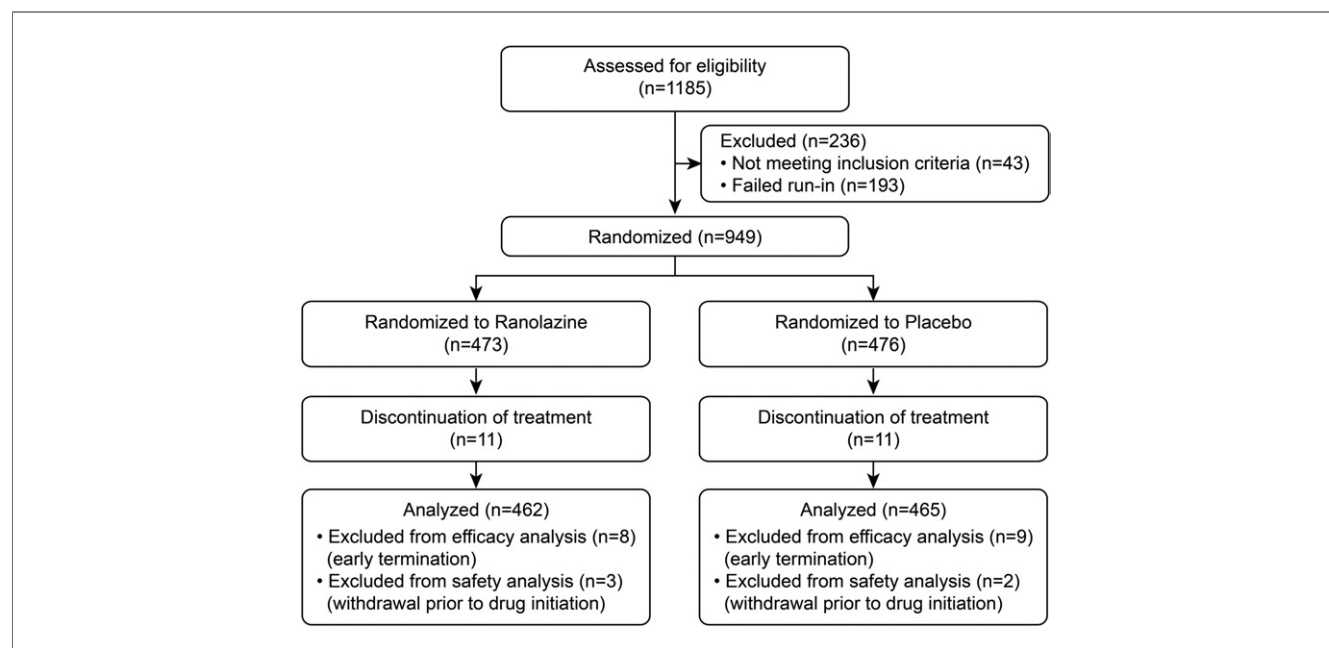 Assessed for eligibility
(n=1185)
Excluded (n=236)
• Not meeting inclusion criteria (n=43)
• Failed run-in (n=193)
Randomized (n=949)
Randomized to Ranolazine
(n=473)
Randomized to Placebo
(n=476)
Discontinuation of treatment
(n=11)
Discontinuation of treatment
(n=11)
Analyzed (n=462)
• Excluded from efficacy analysis (n=8)
(early termination)
• Excluded from safety analysis (n=3)
(withdrawal prior to drug initiation)
Analyzed (n=465)
• Excluded from efficacy analysis (n=9)
(early termination)
• Excluded from safety analysis (n=2)
(withdrawal prior to drug initiation)